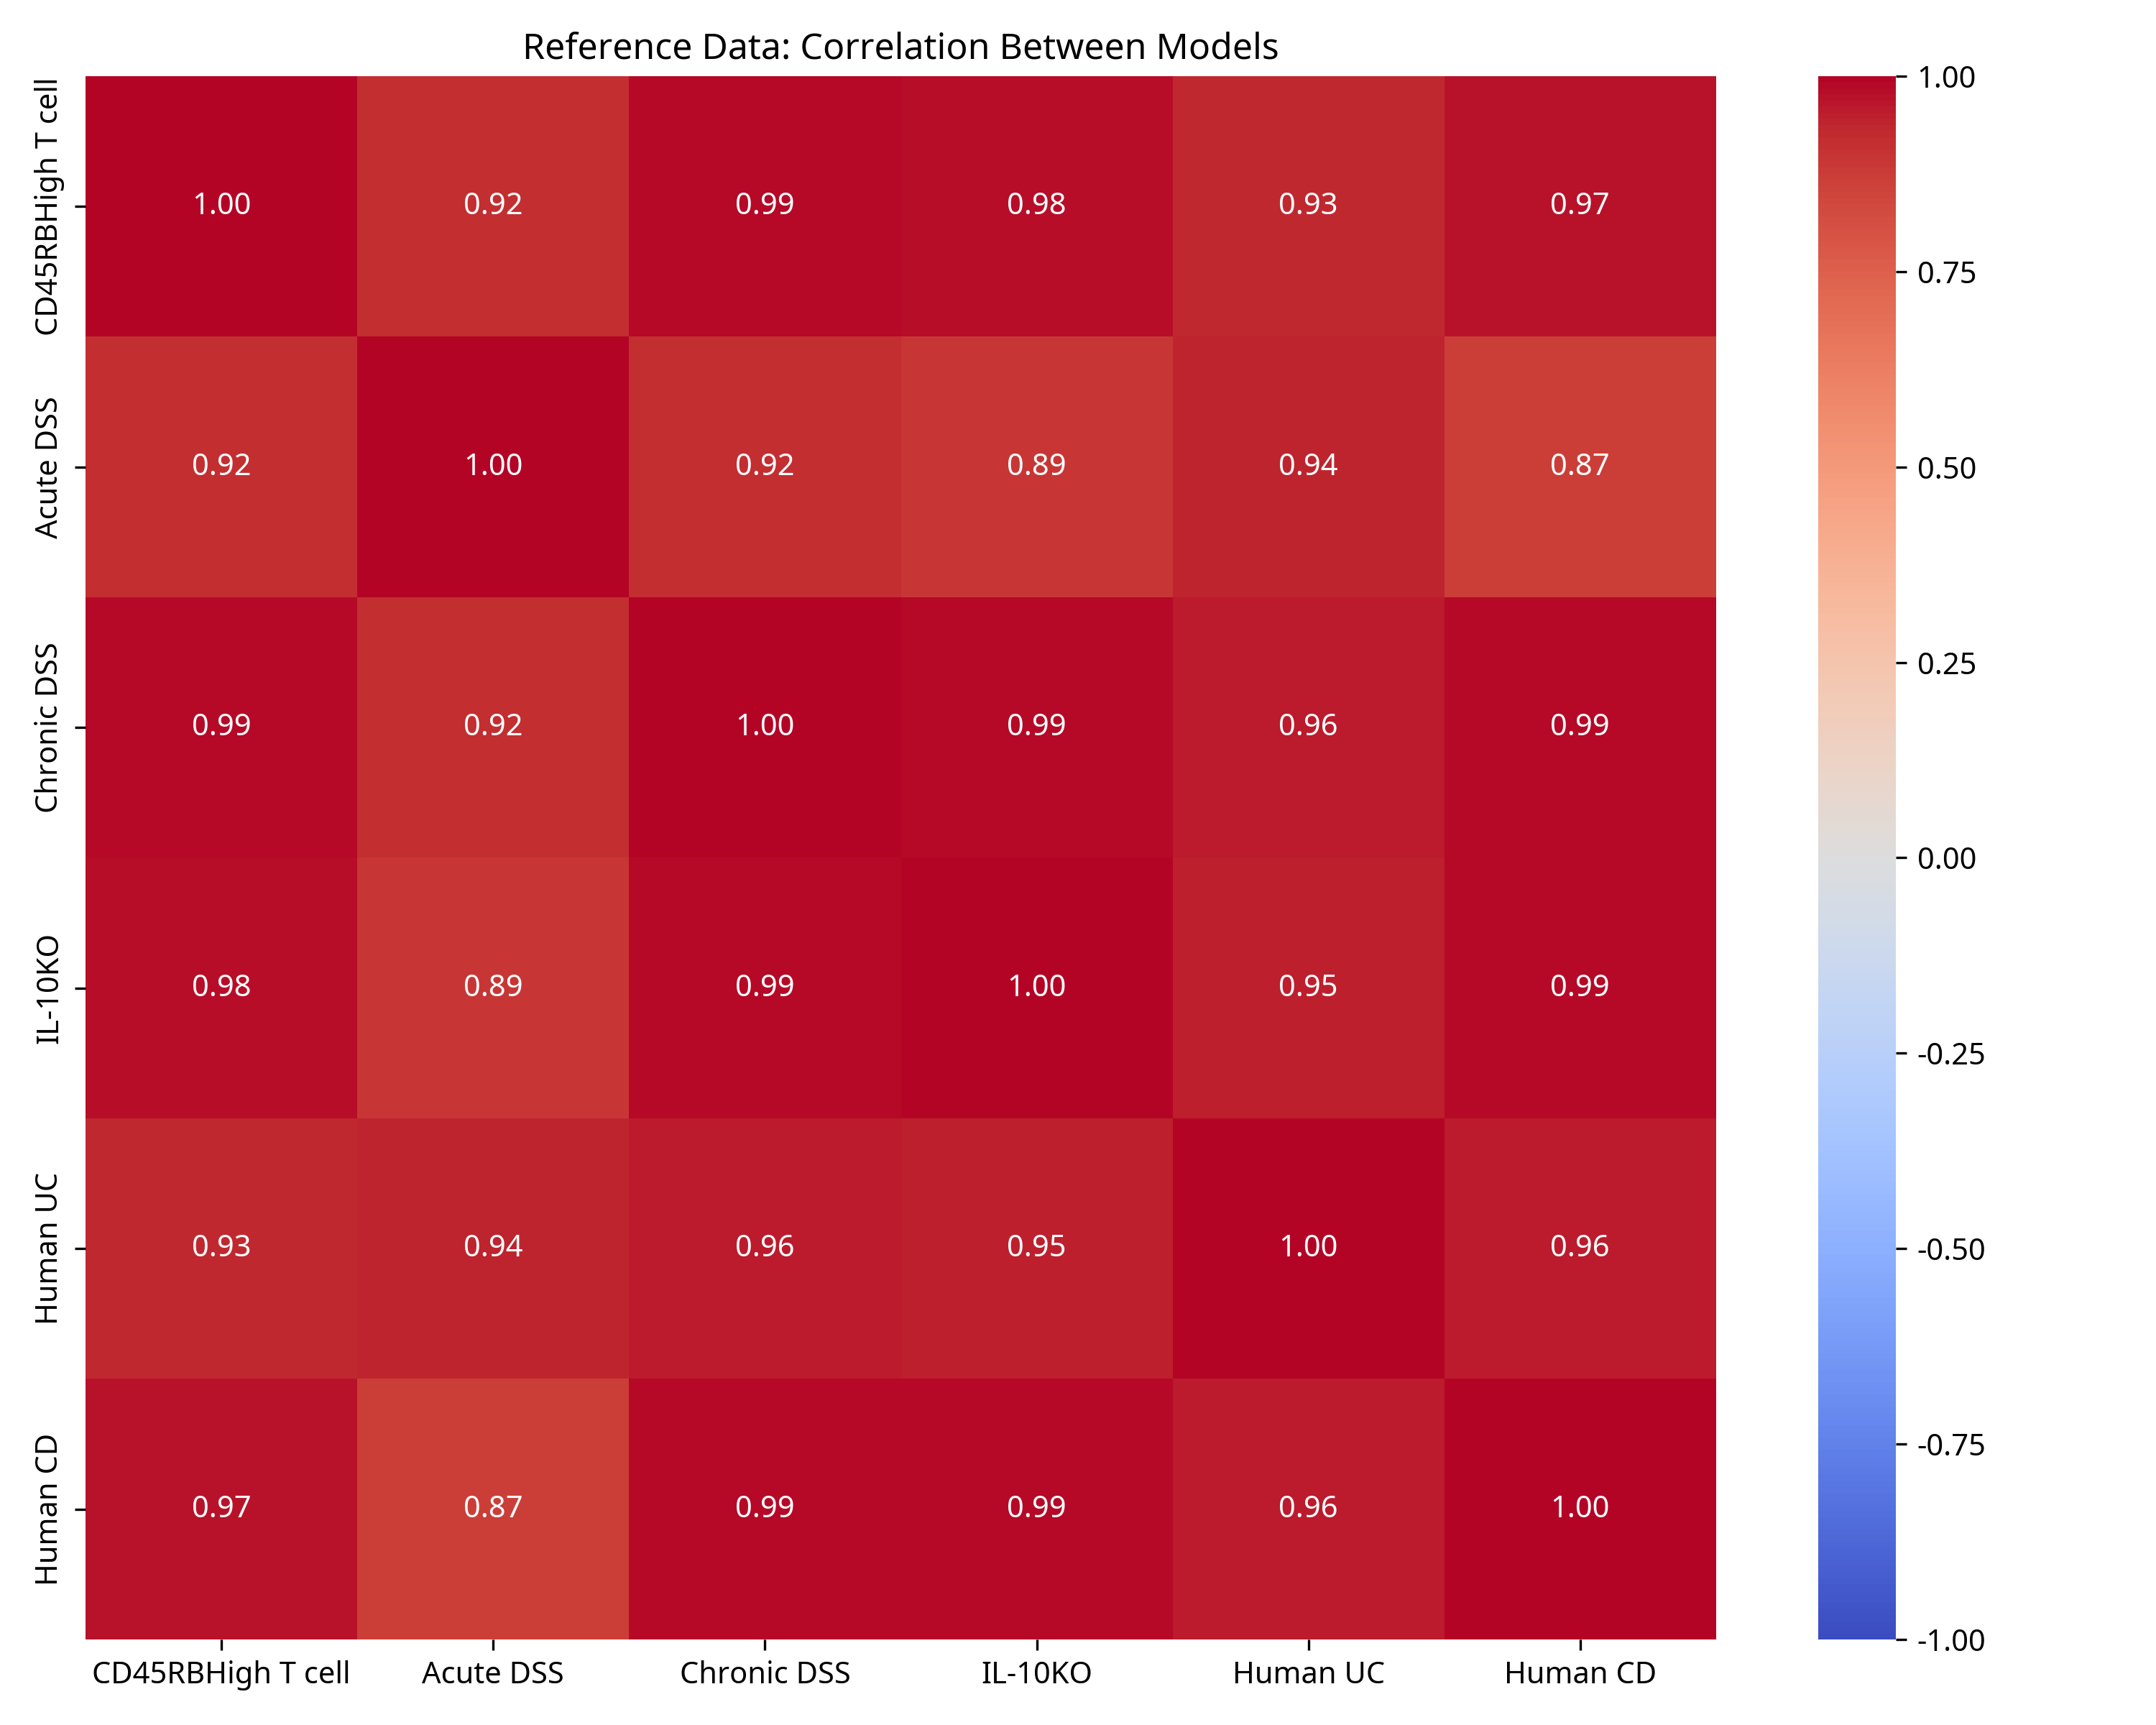 Reference Data: Correlation Between Models
CD45RBHigh T cell
1.00 0.92 0.99 0.98 0.93 0.97
Acute DSS
0.92 1.00 0.92 0.89 0.94 0.87
Chronic DSS
0.99 0.92 1.00 0.99 0.96 0.99
IL-10KO
0.98 0.89 0.99 1.00 0.95 0.99
Human UC
0.93 0.94 0.96 0.95 1.00 0.96
Human CD
0.97 0.87 0.99 0.99 0.96 1.00
CD45RBHigh T cell Acute DSS Chronic DSS IL-10KO Human UC Human CD
1.00
0.75
0.50
0.25
0.00
-0.25
-0.50
-0.75
-1.00